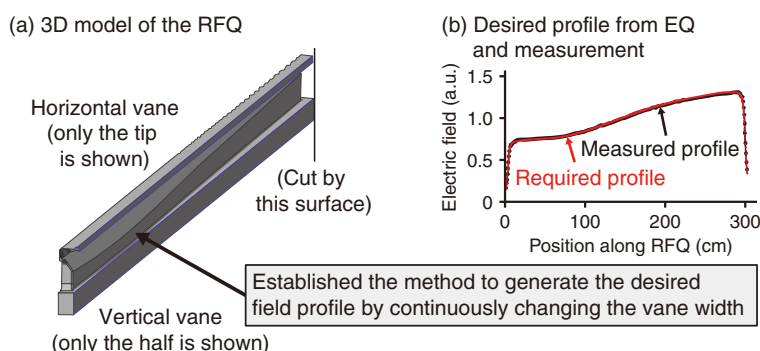 (a) 3D model of the RFQ
Horizontal vane
(only the tip
is shown)
(Cut by
this surface)
Vertical vane
(only the half is shown)
(b) Desired profile from EQ
and measurement
Electric field (a.u.)
1.5
1.0
0.5
0
Measured profile
Required profile
0 100 200 300
Position along RFQ (cm)
Established the method to generate the desired
field profile by continuously changing the vane width